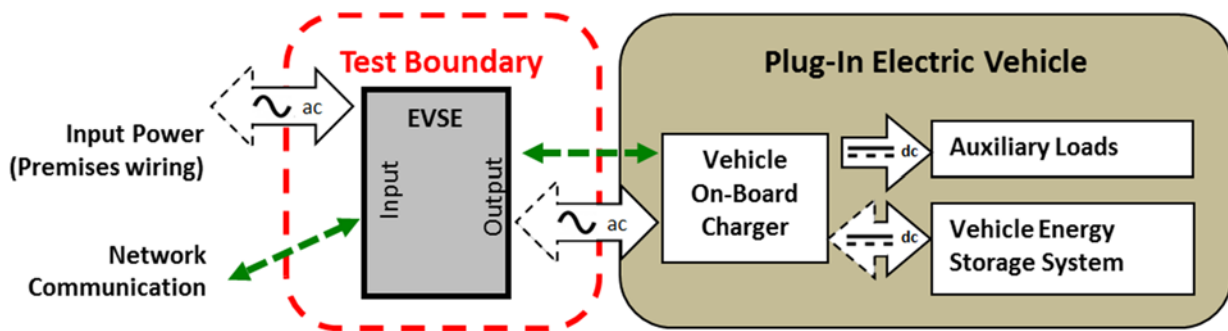 Test Boundary
Plug-In Electric Vehicle
ac
EVSE
Input Power
(Premises wiring)
Input
Output
Vehicle
On-Board
Charger
dc
Auxiliary Loads
ac
dc
Vehicle Energy
Storage System
Network
Communication